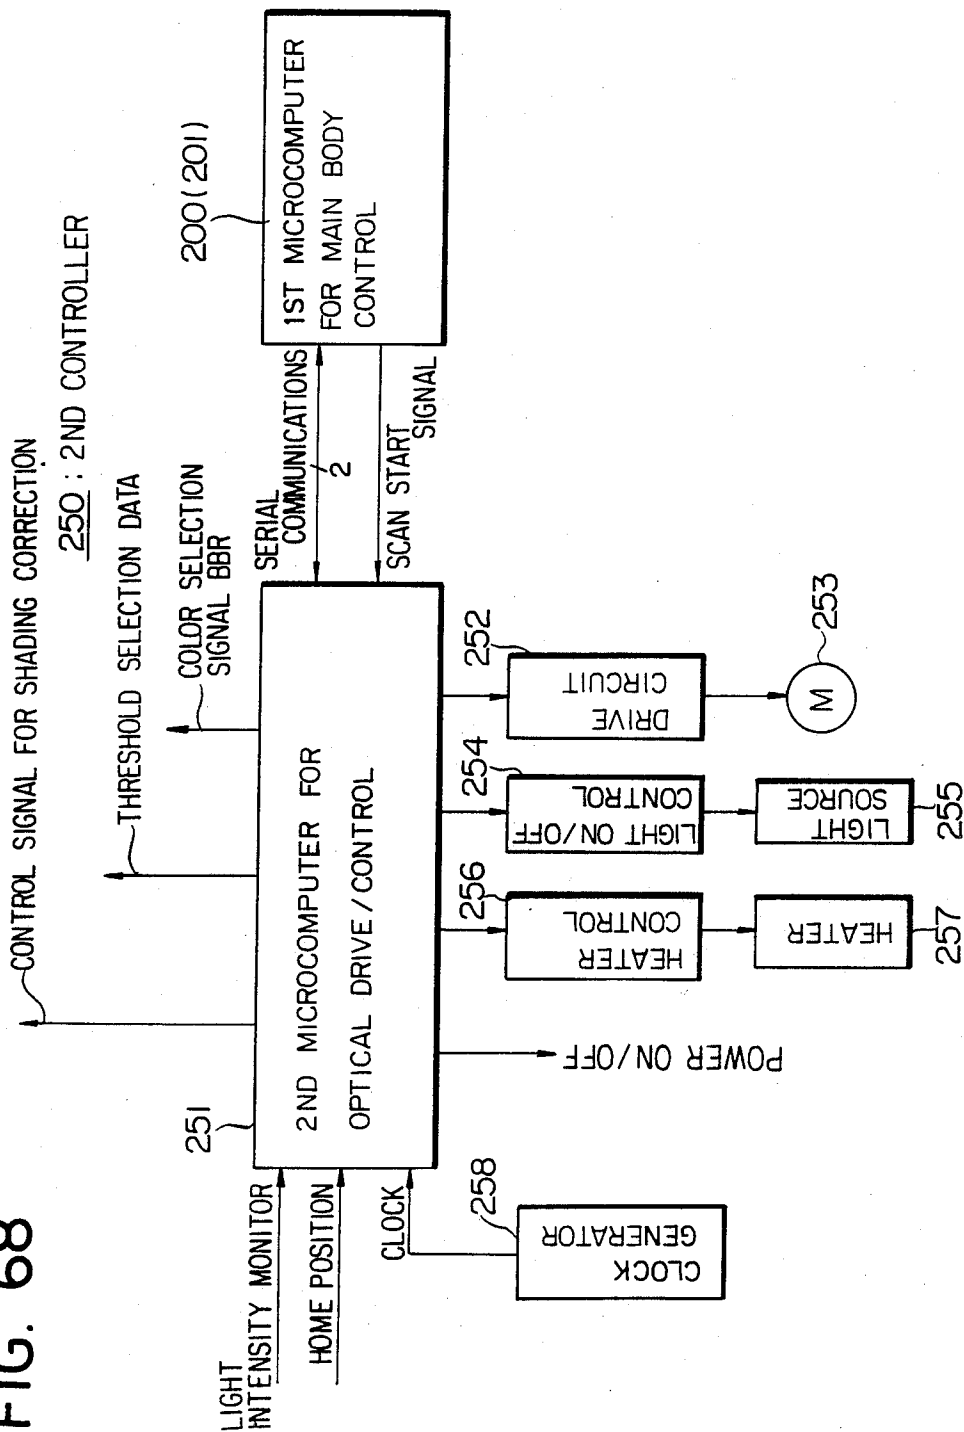 FIG. 68
CONTROL SIGNAL FOR SHADING CORRECTION
250 : 2ND CONTROLLER
THRESHOLD SELECTION DATA
COLOR SELECTION
SIGNAL BBR
251
LIGHT
INTENSITY MONITOR
HOME POSITION
CLOCK
2ND MICROCOMPUTER FOR
OPTICAL DRIVE/CONTROL
SERIAL
COMMUNICATIONS
2
SCAN START
SIGNAL
200(201)
1ST MICROCOMPUTER
FOR MAIN BODY
CONTROL
258
CLOCK
GENERATOR
POWER ON/OFF
256
HEATER
CONTROL
HEATER
257
254
LIGHT ON/OFF
CONTROL
LIGHT
SOURCE
255
252
DRIVE
CIRCUIT
M
253